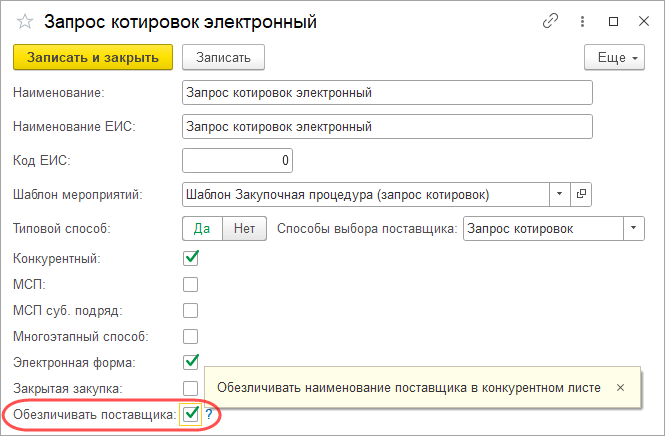 Запрос котировок электронный
Записать и закрыть Записать Еще
Наименование: Запрос котировок электронный
Наименование ЕИС: Запрос котировок электронный
Код ЕИС: 0
Шаблон мероприятий: Шаблон Закупочная процедура (запрос котировок)
Типовой способ: Да Нет Способы выбора поставщика: Запрос котировок
Конкурентный:
МСП:
МСП суб. подряд:
Многоэтапный способ:
Электронная форма:
Закрытая закупка: Обезличивать наименование поставщика в конкурентном листе ×
Обезличивать поставщика: ?